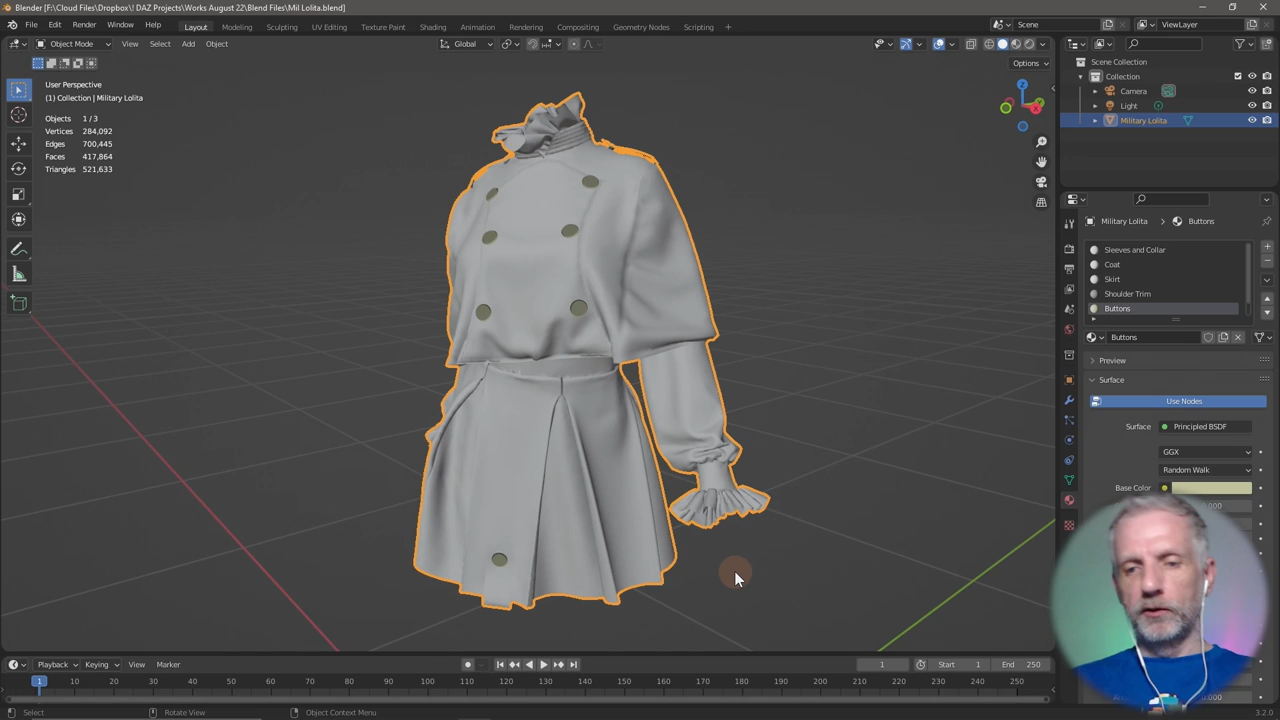 Blender [F:\Cloud Files\Dropbox\! DAZ Projects\Works August 22\Blend Files\Mil Lolita.blend]
File Edit Render Window Help Layout Modeling Sculpting UV Editing Texture Paint Shading Animation Rendering Compositing Geometry Nodes Scripting Scene ViewLayer
Object Mode View Select Add Object Global
Options
User Perspective
(1) Collection | Military Lolita
Objects 1 / 3
Vertices 284,092
Edges 700,445
Faces 417,864
Triangles 521,633
Z
X
Scene Collection
Collection
Camera
Light
Military Lolita
Military Lolita Buttons
Sleeves and Collar
Coat
Skirt
Shoulder Trim
Buttons
Buttons
Preview
Surface
Use Nodes
Surface Principled BSDF
GGX
Random Walk
Base Color
Playback Keying View Marker 1 Start 1 End 250
1 10 20 30 40 50 60 70 80 90 100 110 120 130 140 150 160 170 180 190 200 210 220 230 240 250
Select Rotate View Object Context Menu 3.2.0